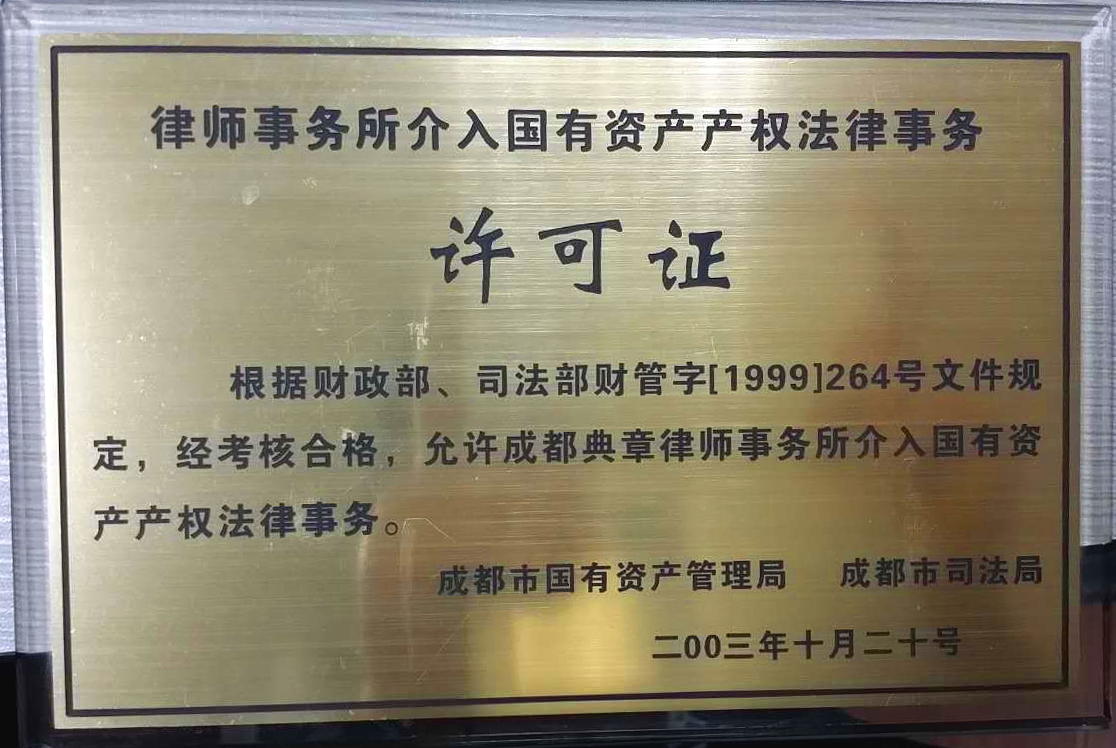 律师事务所介入国有资产产权法律事务
许可证
根据财政部、司法部财管字[1999]264号文件规
定，经考核合格，允许成都典章律师事务所介入国有资
产产权法律事务。
成都市国有资产管理局 成都市司法局
二00三年十月二十号